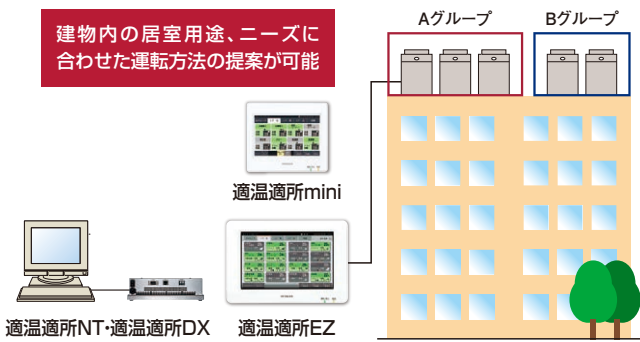 建物内の居室用途、ニーズに
合わせた運転方法の提案が可能
Aグループ
Bグループ
適温適所mini
適温適所NT・適温適所DX
適温適所EZ